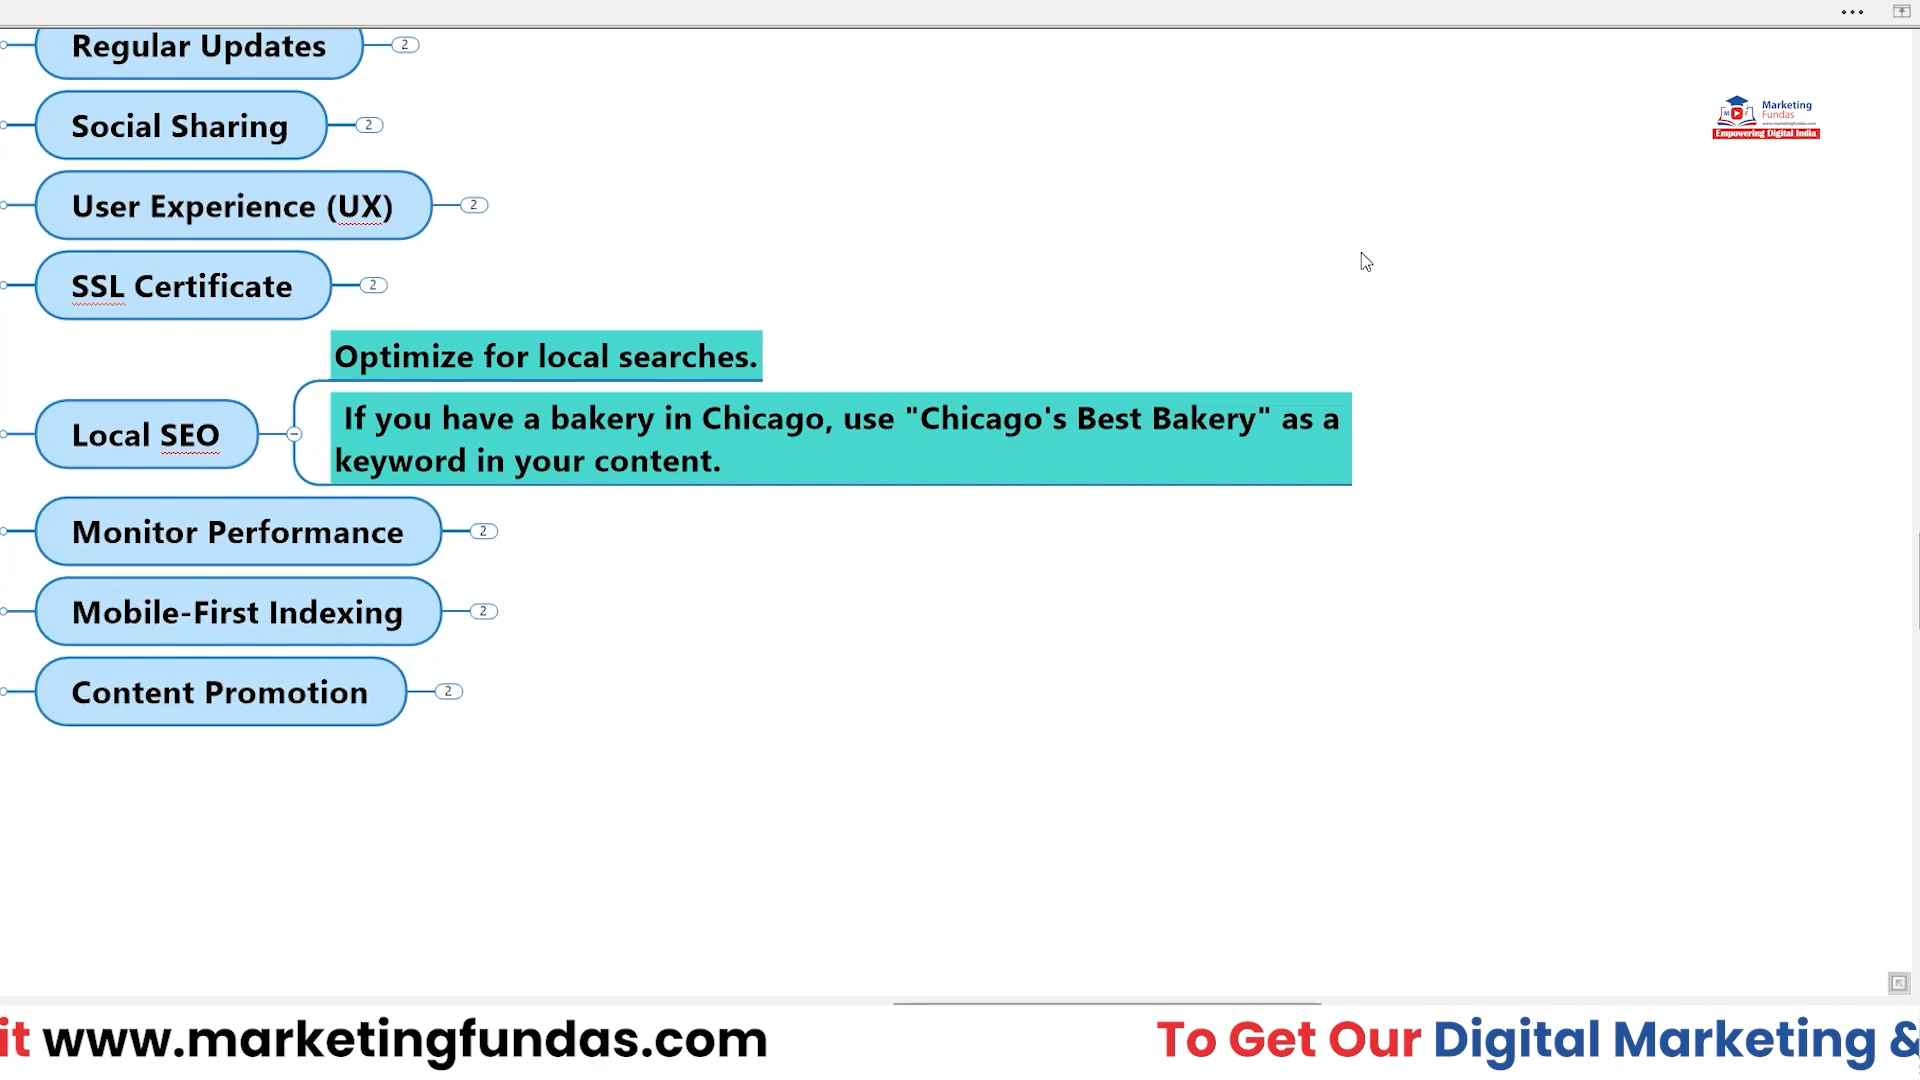 Regular Updates
2
Social Sharing
2
User Experience (UX)
2
SSL Certificate
2
Optimize for local searches.
Local SEO
If you have a bakery in Chicago, use "Chicago's Best Bakery" as a
keyword in your content.
Monitor Performance
2
Mobile-First Indexing
2
Content Promotion
2
Marketing
Fundas
www.marketingfundas.com
Empowering Digital India
it www.marketingfundas.com
To Get Our Digital Marketing &